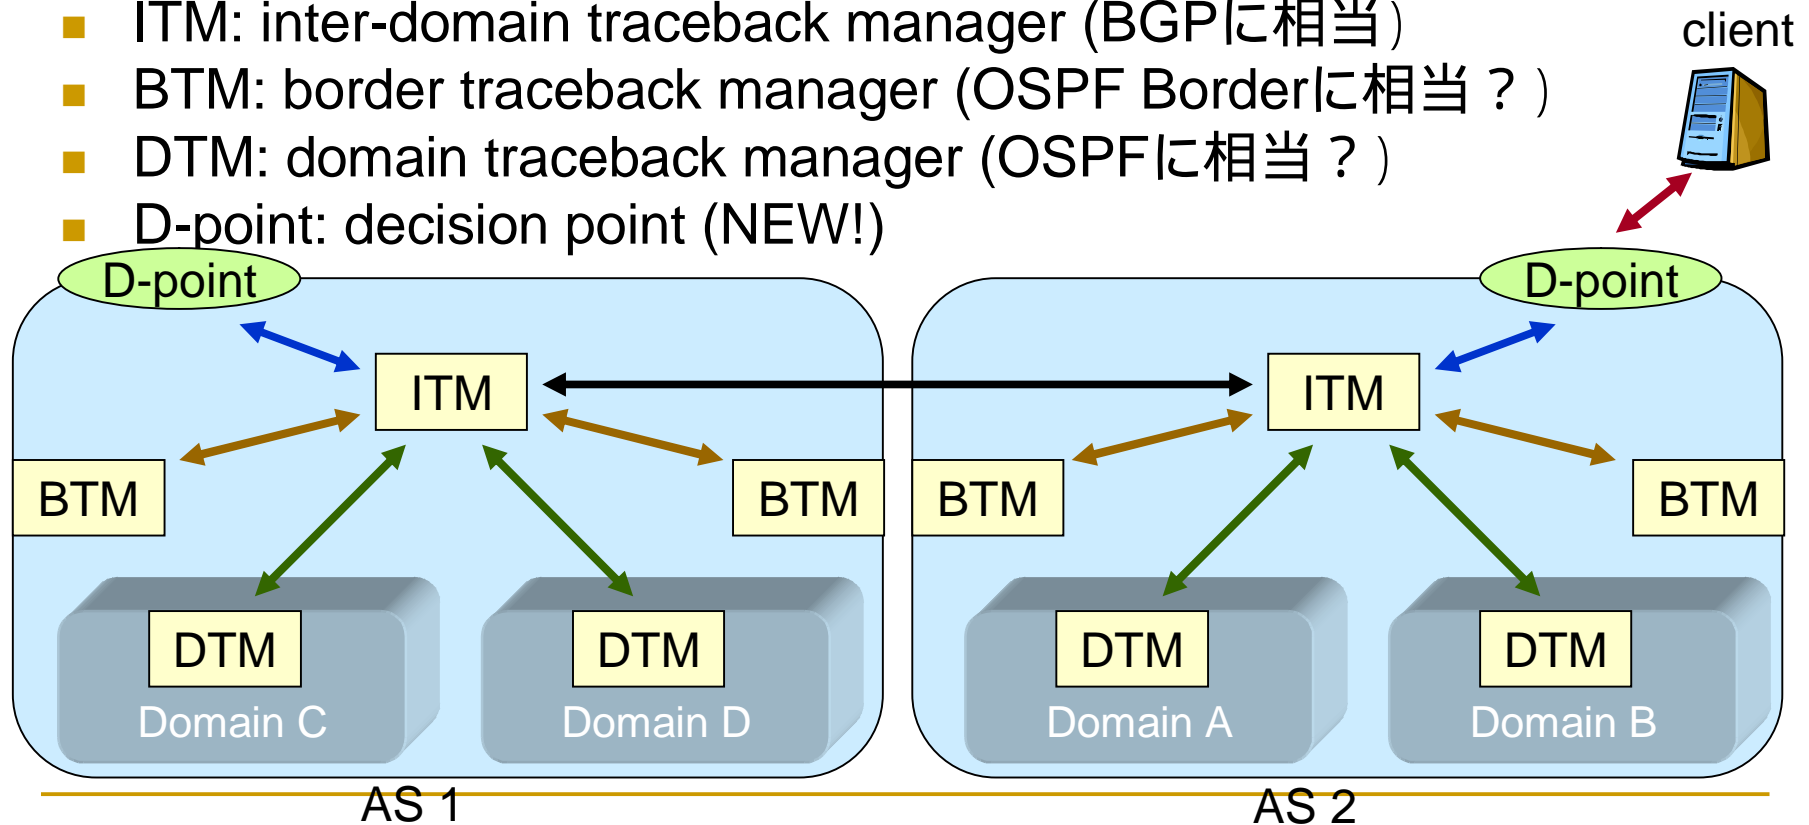 ITM: inter-domain traceback manager (BGPに相当)
client
BTM: border traceback manager (OSPF Borderに相当？)
DTM: domain traceback manager (OSPFに相当？)
D-point: decision point (NEW!)
D-point
D-point
ITM
ITM
BTM
BTM
BTM
BTM
DTM
DTM
DTM
DTM
Domain C
Domain D
Domain A
Domain B
AS 1
AS 2